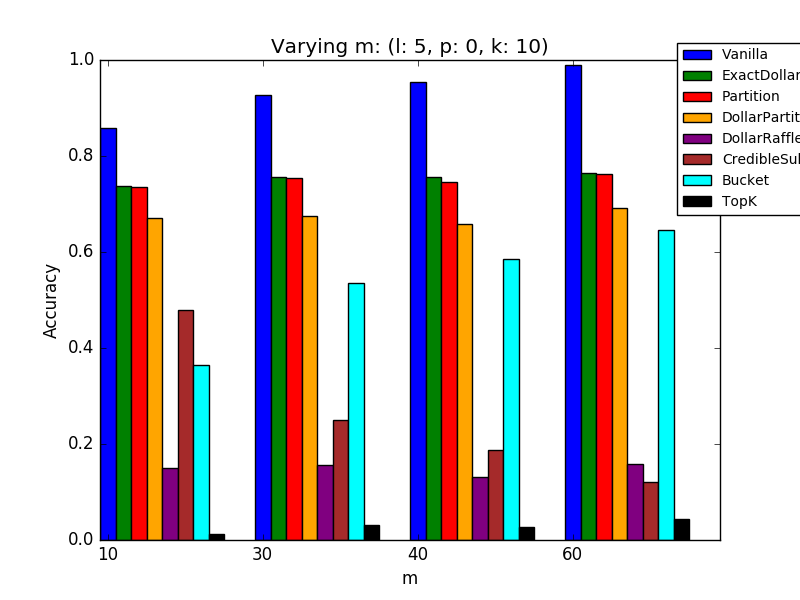 Varying m: (l: 5, p: 0, k: 10)
Vanilla
ExactDollar
Partition
DollarPartit
DollarRaffle
CredibleSul
Bucket
TopK
1.0
0.8
0.6
0.4
0.2
0.0
Accuracy
10 30 40 60
m